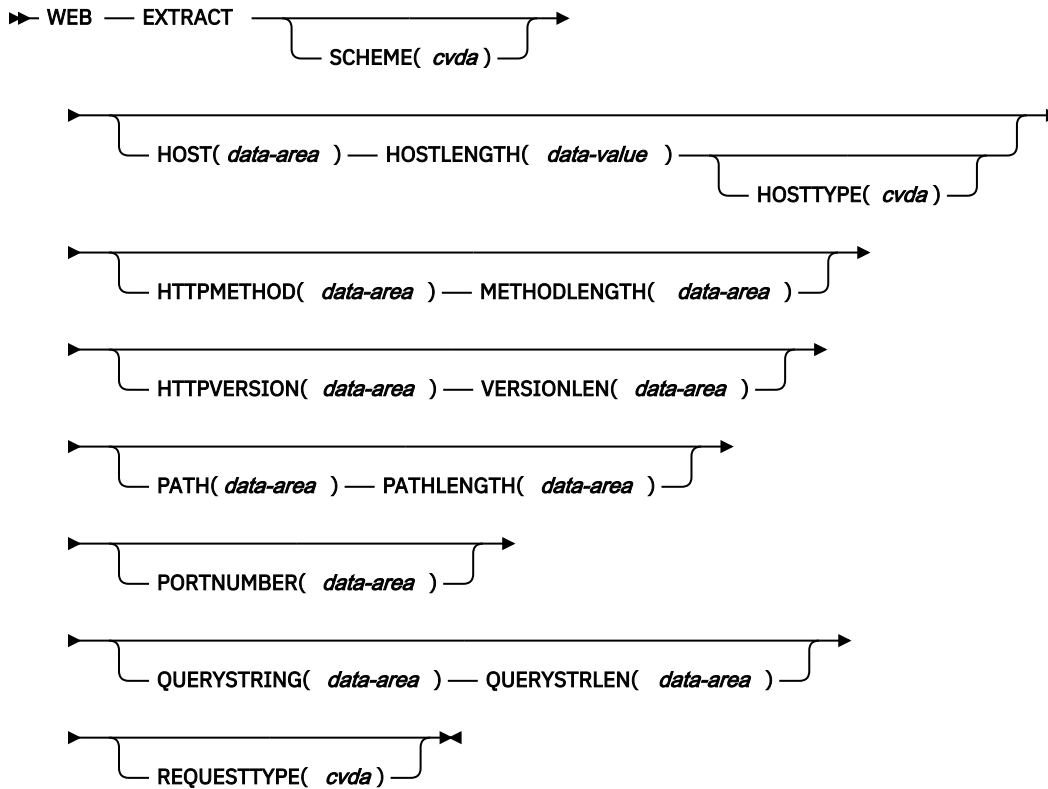 WEB EXTRACT
SCHEME( cvda )
HOST( data-area ) HOSTLENGTH( data-value )
HOSTTYPE( cvda )
HTTPMETHOD( data-area ) METHODLENGTH( data-area )
HTTPVERSION( data-area ) VERSIONLEN( data-area )
PATH( data-area ) PATHLENGTH( data-area )
PORTNUMBER( data-area )
QUERYSTRING( data-area ) QUERYSTRLEN( data-area )
REQUESTTYPE( cvda )